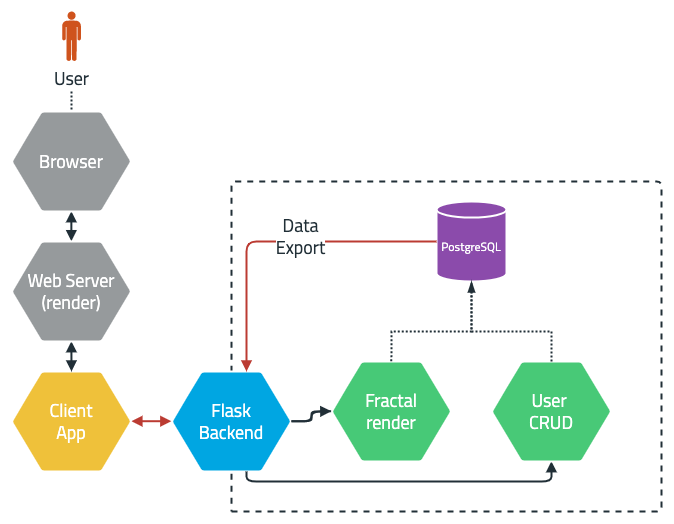 User
Browser
Web Server
(render)
Client
App
Flask
Backend
Data
Export
PostgreSQL
Fractal
render
User
CRUD